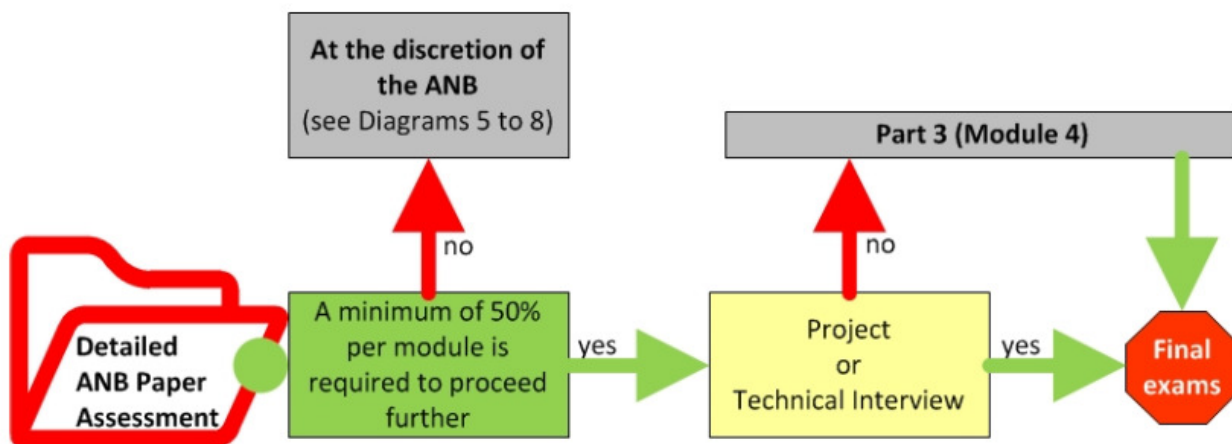 At the discretion of
the ANB
(see Diagrams 5 to 8)
Part 3 (Module 4)
no
no
Detailed
ANB Paper
Assessment
A minimum of 50%
per module is
required to proceed
further
yes
Project
or
Technical Interview
yes
Final
exams